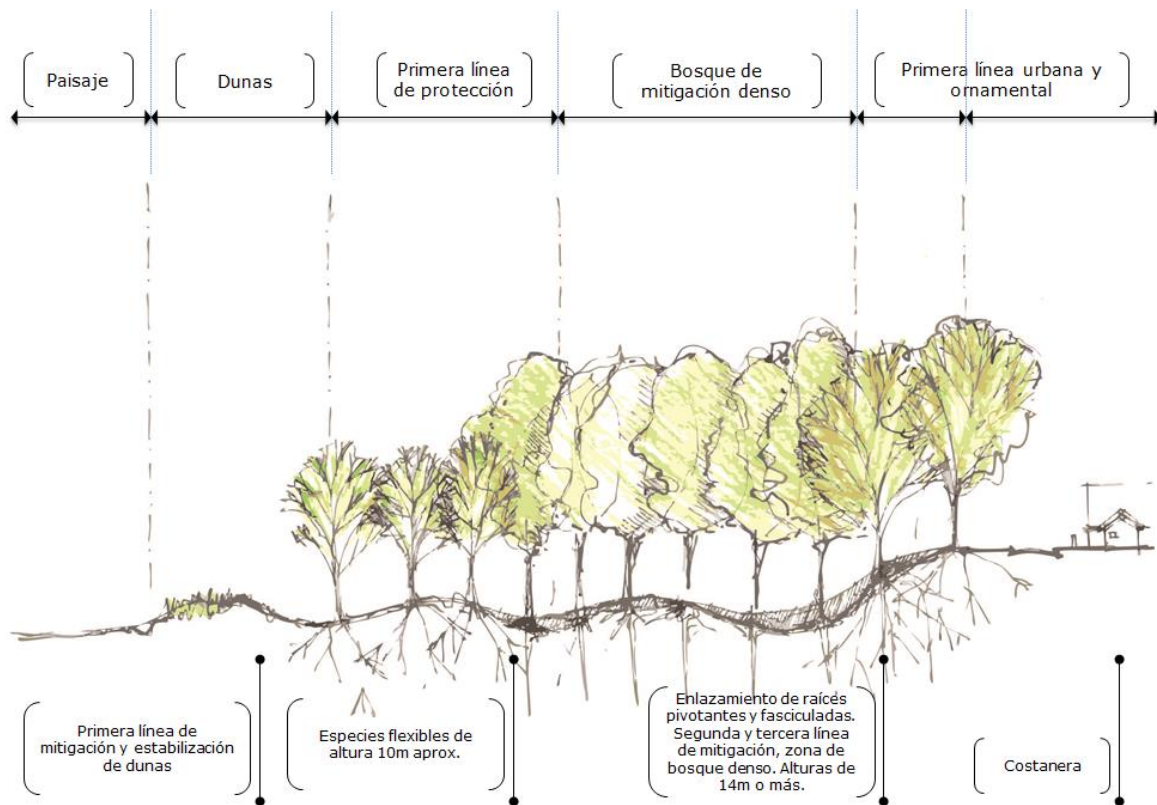 Paisaje
Dunas
Primera línea
de protección
Bosque de
mitigación denso
Primera línea urbana y
ornamental
Primera línea de
mitigación y estabilización
de dunas
Especies flexibles de
altura 10m aprox.
Enlazamiento de raícés
pivotantes y fasciculadas.
Segunda y tercera línea
de mitigación, zona de
bosque denso. Alturas de
14m o más.
Costanera